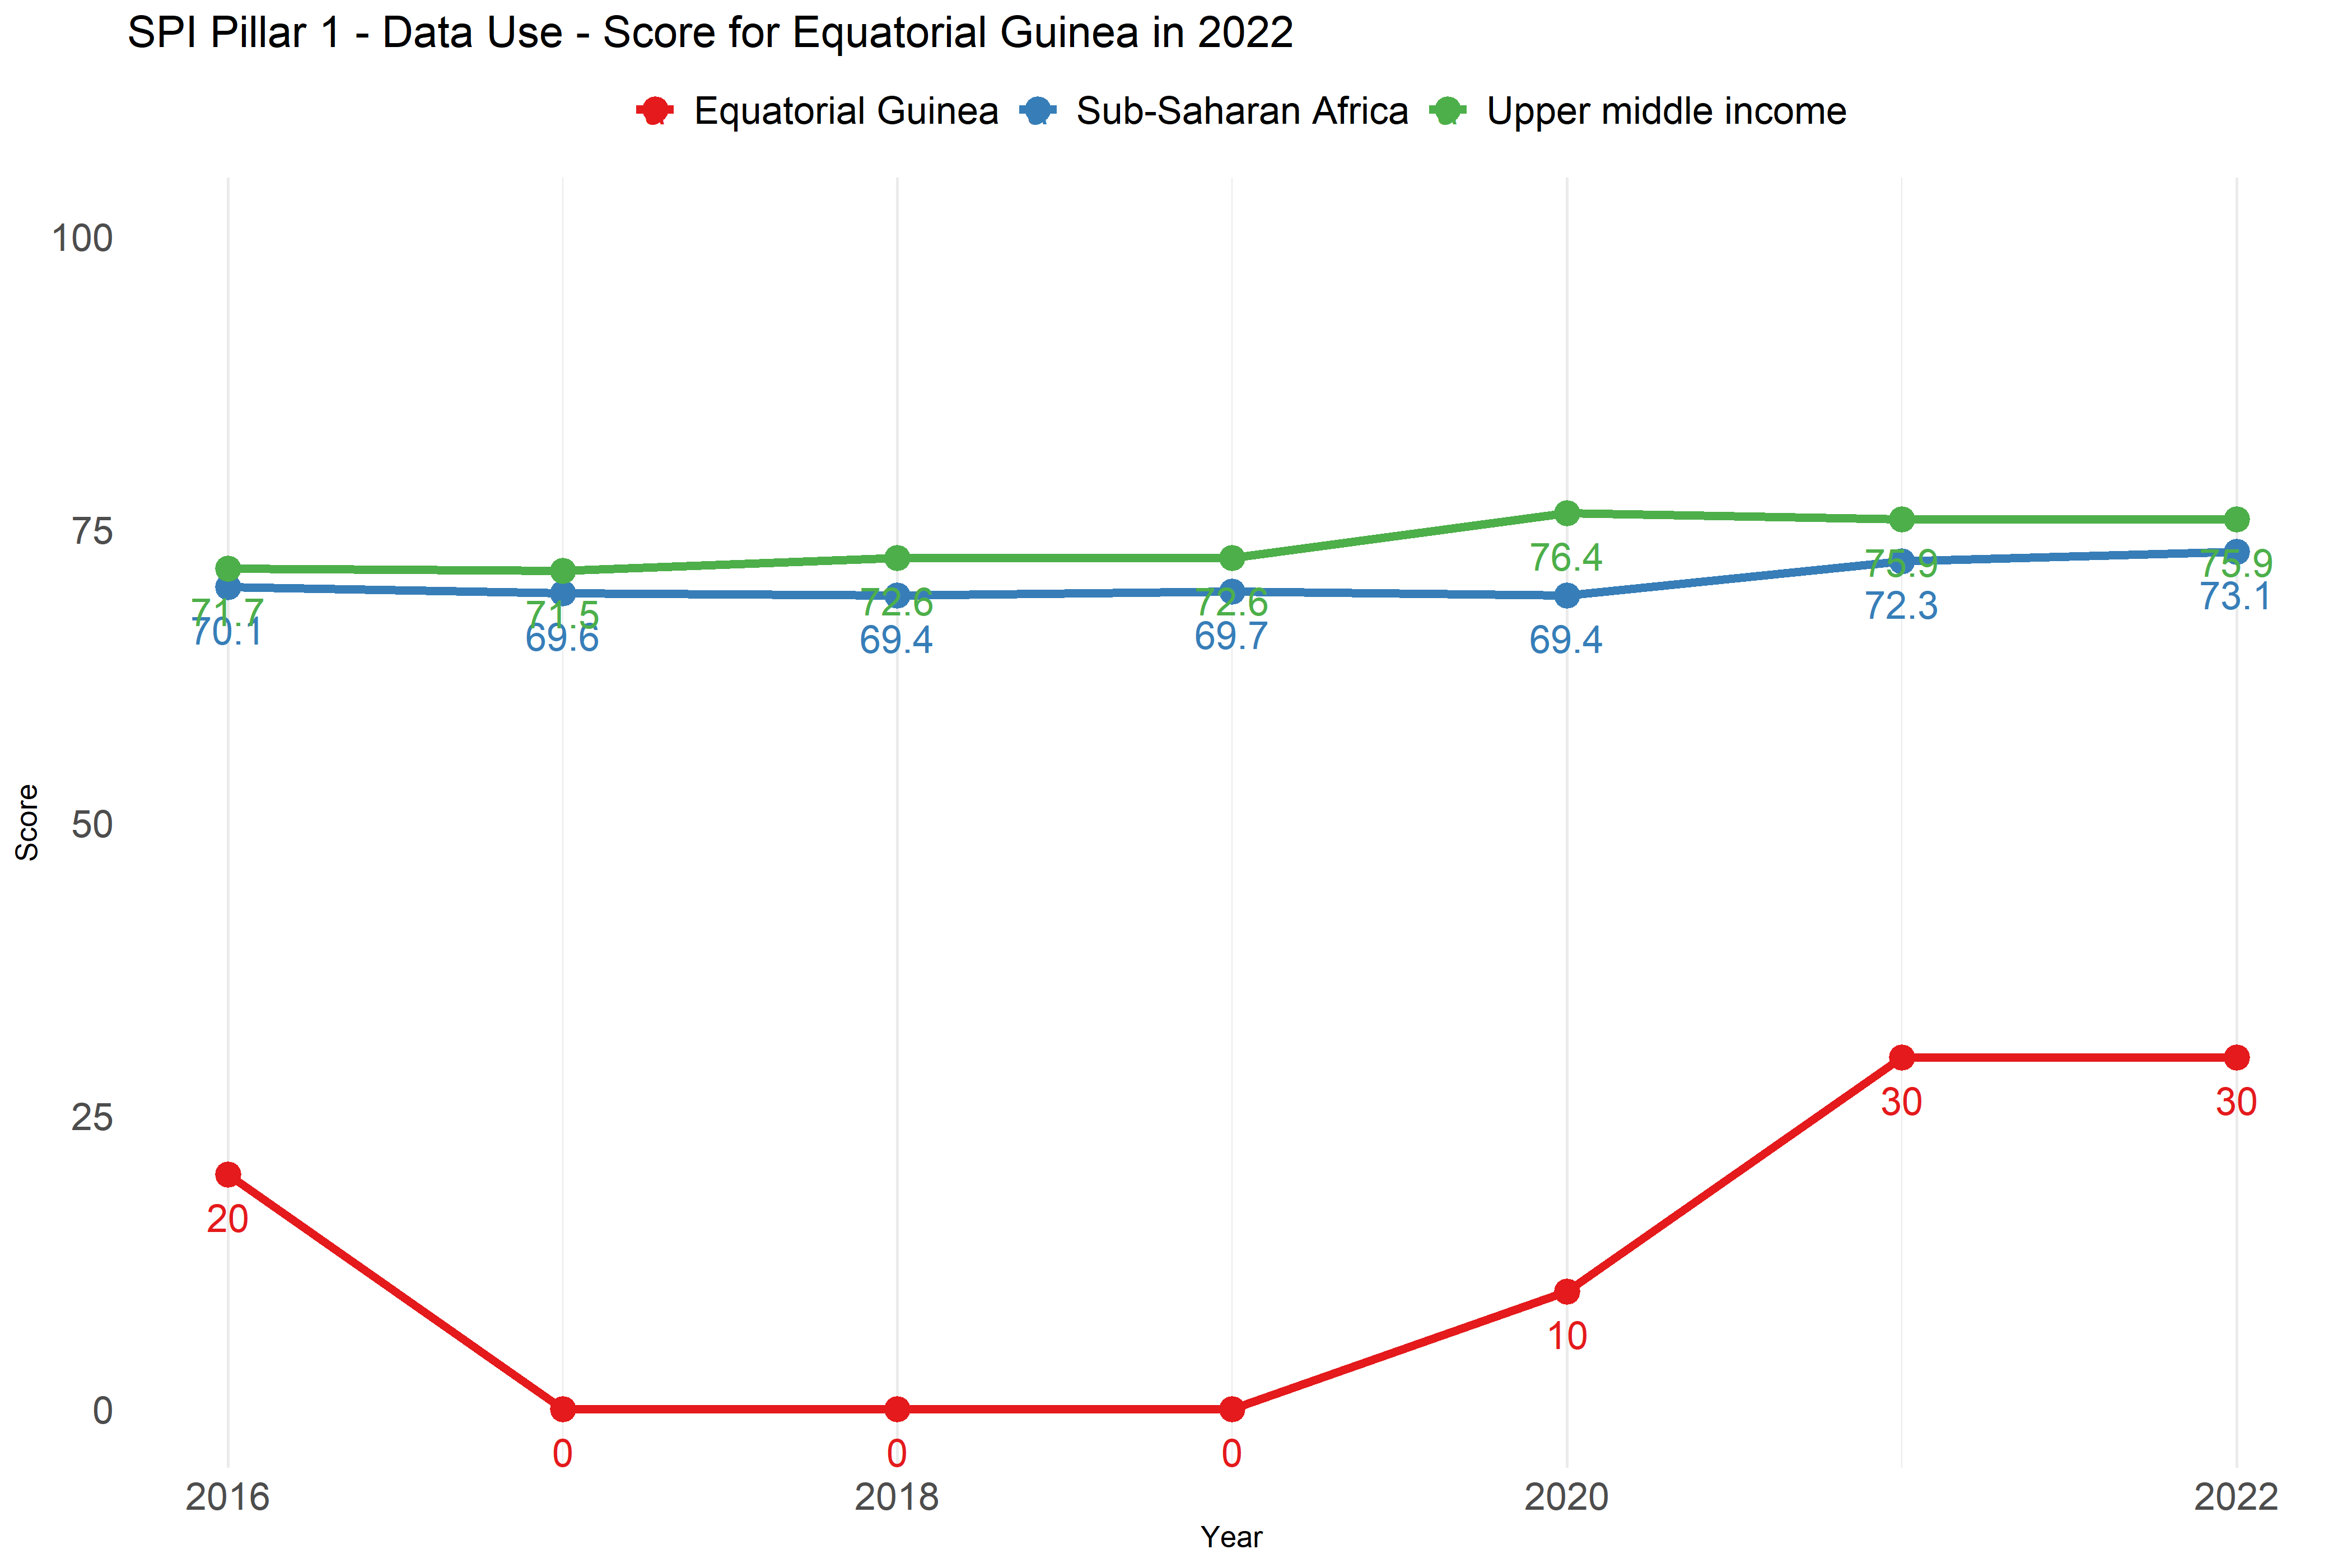 SPI Pillar 1 - Data Use - Score for Equatorial Guinea in 2022
Equatorial Guinea Sub-Saharan Africa Upper middle income
100
75
50
25
0
Score
76.4
75.9 75.9
71.7 71.5 72.6 72.6
70.1 69.6 69.4 69.7 69.4 72.3 73.1
20 0 0 0 10 30 30
2016 2018 2020 2022
Year